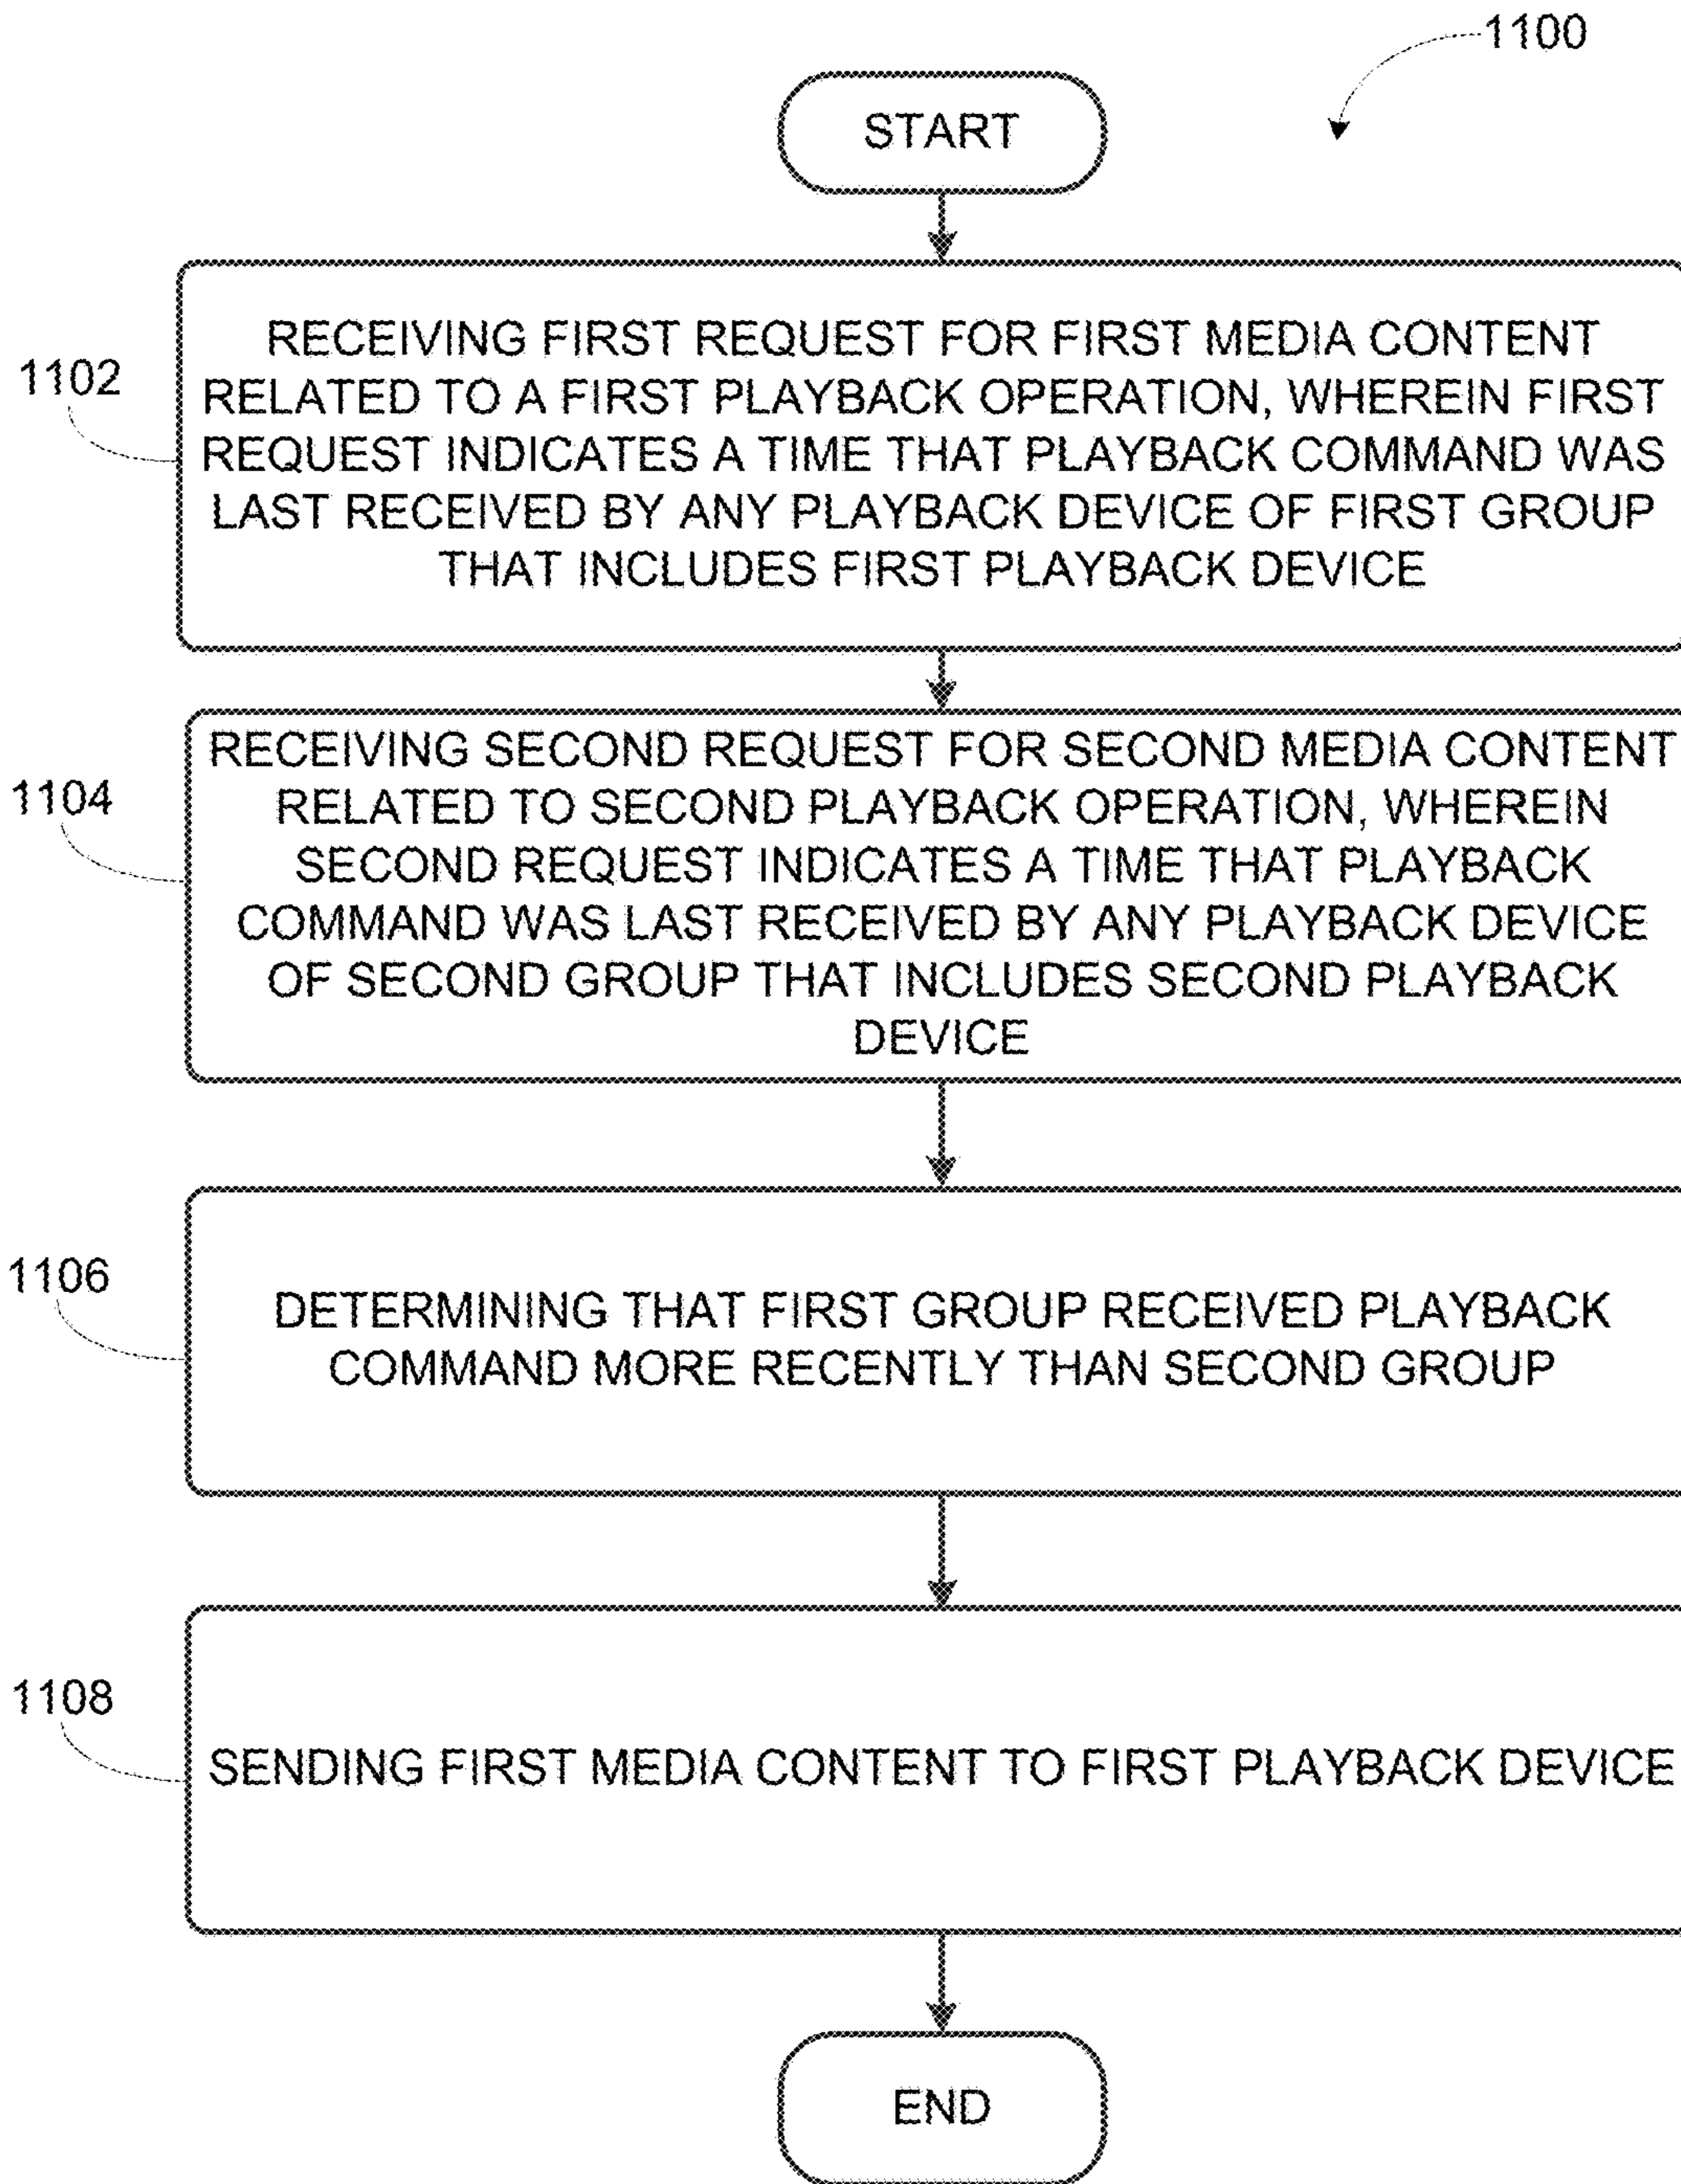 1100
START
1102
RECEIVING FIRST REQUEST FOR FIRST MEDIA CONTENT
RELATED TO A FIRST PLAYBACK OPERATION, WHEREIN FIRST
REQUEST INDICATES A TIME THAT PLAYBACK COMMAND WAS
LAST RECEIVED BY ANY PLAYBACK DEVICE OF FIRST GROUP
THAT INCLUDES FIRST PLAYBACK DEVICE
1104
RECEIVING SECOND REQUEST FOR SECOND MEDIA CONTENT
RELATED TO SECOND PLAYBACK OPERATION, WHEREIN
SECOND REQUEST INDICATES A TIME THAT PLAYBACK
COMMAND WAS LAST RECEIVED BY ANY PLAYBACK DEVICE
OF SECOND GROUP THAT INCLUDES SECOND PLAYBACK
DEVICE
1106
DETERMINING THAT FIRST GROUP RECEIVED PLAYBACK
COMMAND MORE RECENTLY THAN SECOND GROUP
1108
SENDING FIRST MEDIA CONTENT TO FIRST PLAYBACK DEVICE
END